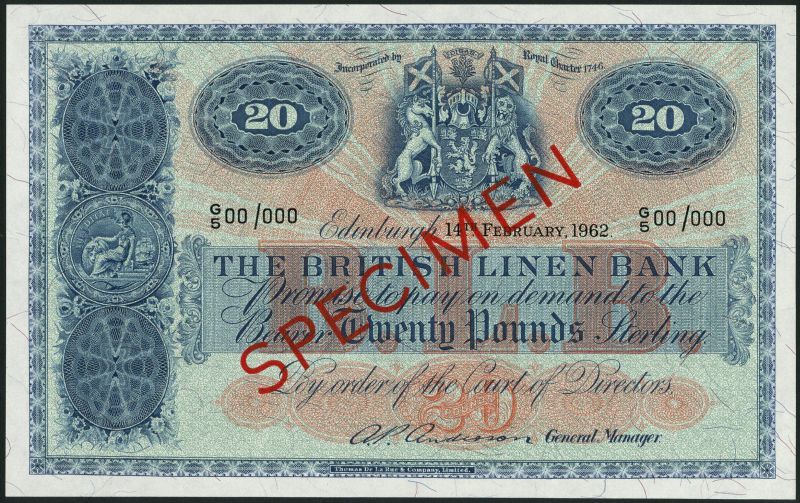 Incorporated by Royal Charter 1746
20 20
G/5 00/000 G/5 00/000
Edinburgh 14TH FEBRUARY, 1962.
THE BRITISH LINEN BANK
Promise to pay on demand to the
Bearer Twenty Pounds Sterling
B.L.B.
By order of the Court of Directors.
20
A.P. Anderson General Manager.
THOMAS DE LA RUE & COMPANY, LIMITED.
SPECIMEN